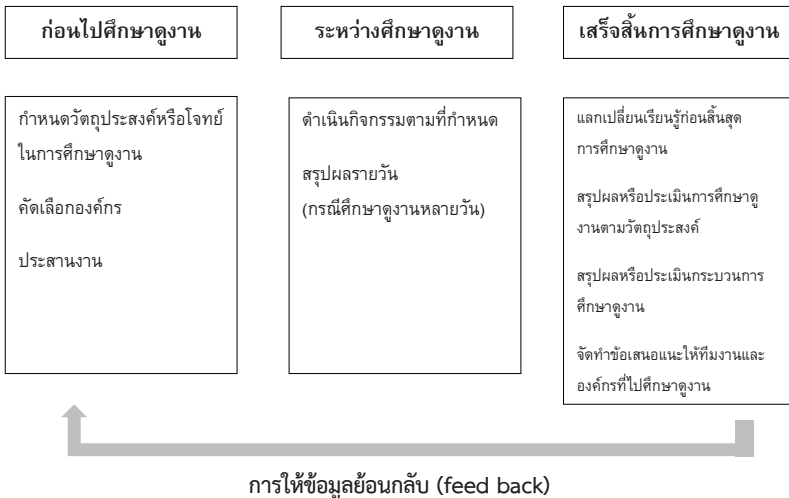 ก่อนไปศึกษาดูงาน
กำหนดวัตถุประสงค์หรือโจทย์
ในการศึกษาดูงาน
คัดเลือกองค์กร
ประสานงาน
ระหว่างศึกษาดูงาน
ดำเนินกิจกรรมตามที่กำหนด
สรุปผลรายวัน
(กรณีศึกษาดูงานหลายวัน)
เสร็จสิ้นการศึกษาดูงาน
แลกเปลี่ยนเรียนรู้ก่อนสิ้นสุด
การศึกษาดูงาน
สรุปผลหรือประเมินการศึกษาดู
งานตามวัตถุประสงค์
สรุปผลหรือประเมินกระบวนการ
ศึกษาดูงาน
จัดทำข้อเสนอแนะให้ทีมงานและ
องค์กรที่ไปศึกษาดูงาน
การให้ข้อมูลย้อนกลับ (feed back)